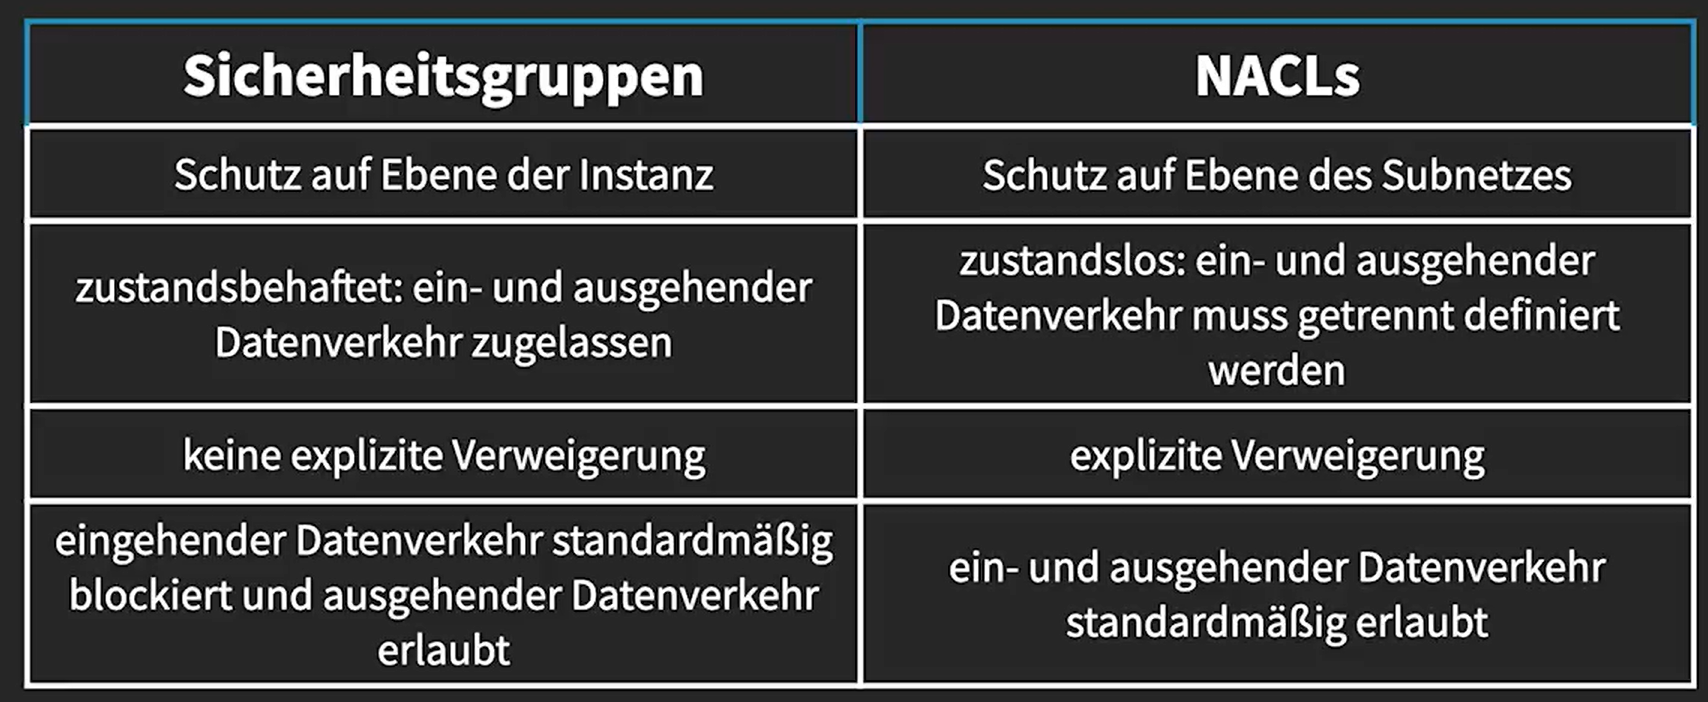 Sicherheitsgruppen
NACLs
Schutz auf Ebene der Instanz
Schutz auf Ebene des Subnetzes
zustandsbehaftet: ein- und ausgehender
Datenverkehr zugelassen
zustandslos: ein- und ausgehender
Datenverkehr muss getrennt definiert
werden
keine explizite Verweigerung
explizite Verweigerung
eingehender Datenverkehr standardmäßig
blockiert und ausgehender Datenverkehr
erlaubt
ein- und ausgehender Datenverkehr
standardmäßig erlaubt